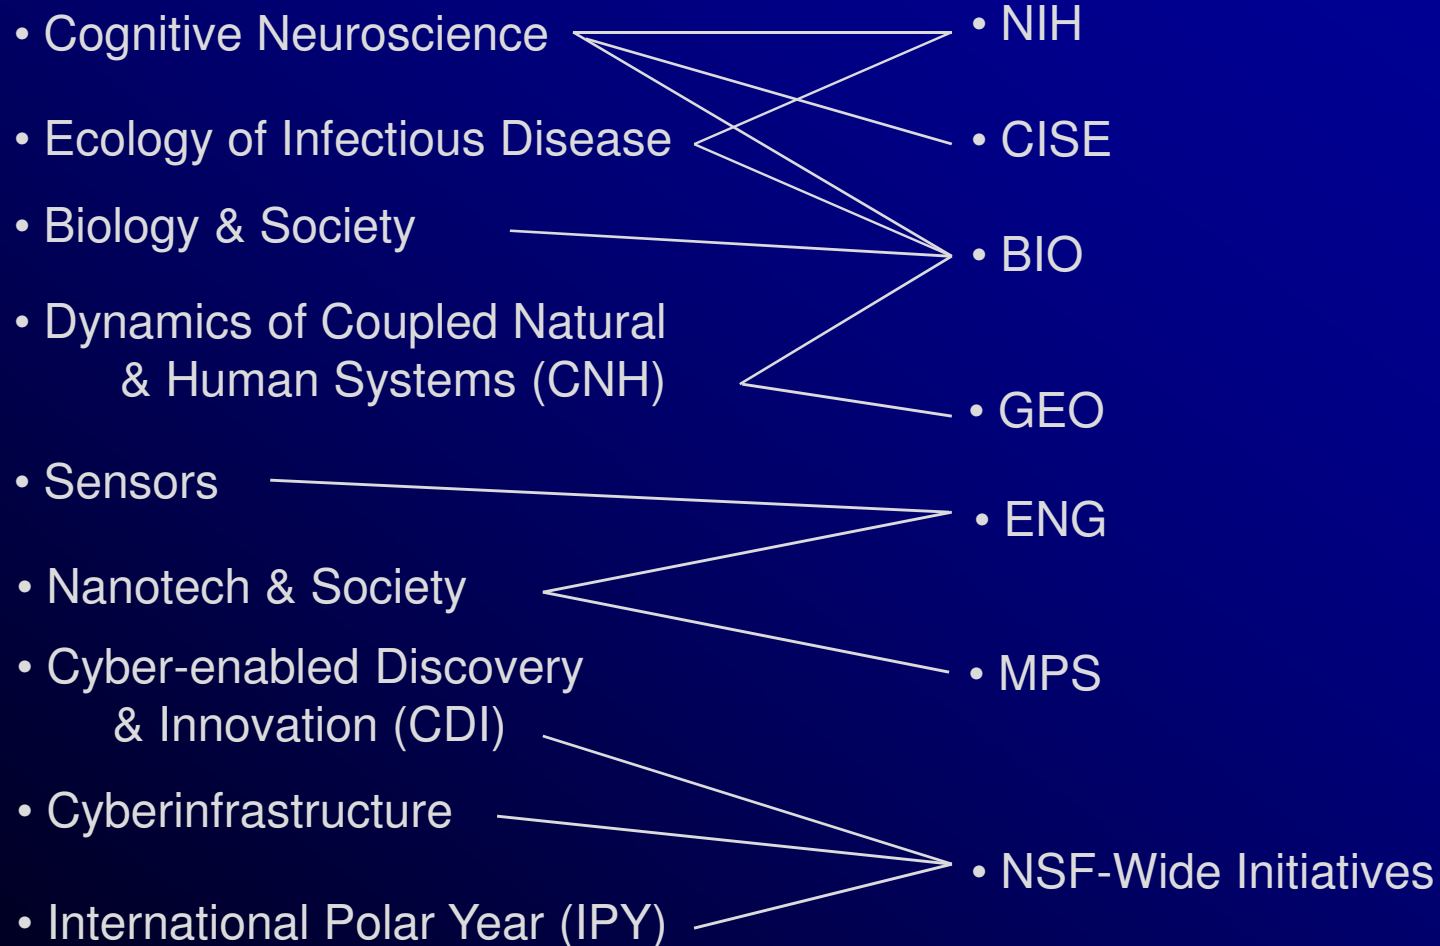 • Cognitive Neuroscience
• Ecology of Infectious Disease
• Biology & Society
• Dynamics of Coupled Natural
& Human Systems (CNH)
• Sensors
• Nanotech & Society
• Cyber-enabled Discovery
& Innovation (CDI)
• Cyberinfrastructure
• International Polar Year (IPY)
• NIH
• CISE
• BIO
• GEO
• ENG
• MPS
• NSF-Wide Initiatives